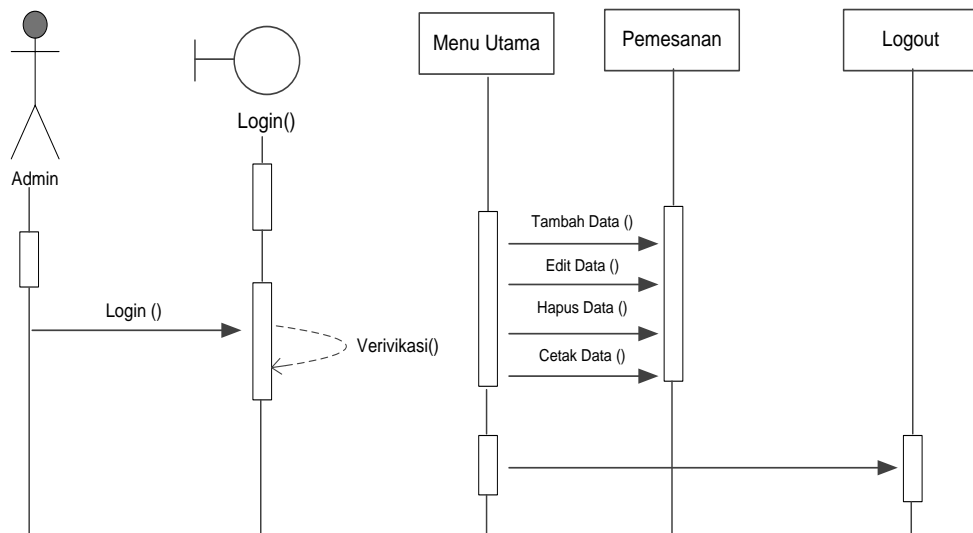 Menu Utama
Pemesanan
Logout
Login()
Admin
Tambah Data ()
Edit Data ()
Hapus Data ()
Login ()
Verivikasi()
Cetak Data ()